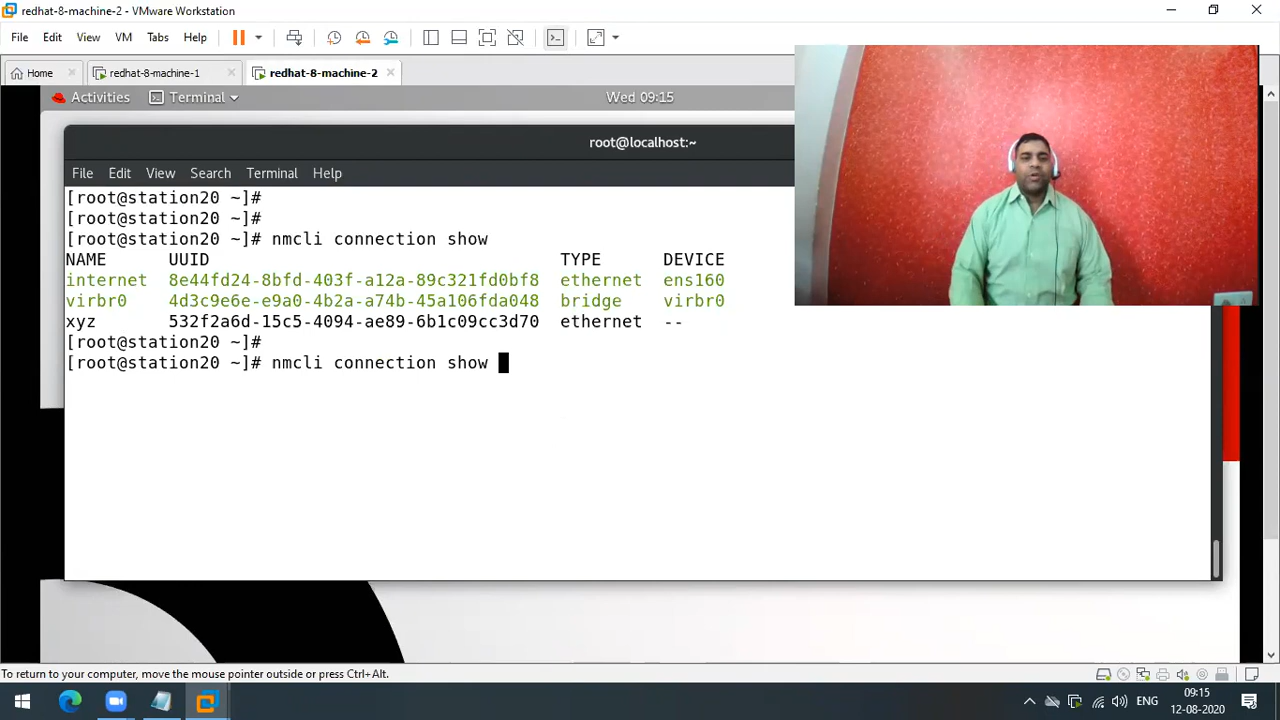 redhat-8-machine-2 - VMware Workstation
File Edit View VM Tabs Help
Home redhat-8-machine-1 redhat-8-machine-2
Activities Terminal Wed 09:15
root@localhost:~
File Edit View Search Terminal Help
[root@station20 ~]#
[root@station20 ~]#
[root@station20 ~]# nmcli connection show
NAME UUID TYPE DEVICE
internet 8e44fd24-8bfd-403f-a12a-89c321fd0bf8 ethernet ens160
virbr0 4d3c9e6e-e9a0-4b2a-a74b-45a106fda048 bridge virbr0
xyz 532f2a6d-15c5-4094-ae89-6b1c09cc3d70 ethernet --
[root@station20 ~]#
[root@station20 ~]# nmcli connection show
To return to your computer, move the mouse pointer outside or press Ctrl+Alt.
ENG
09:15
12-08-2020